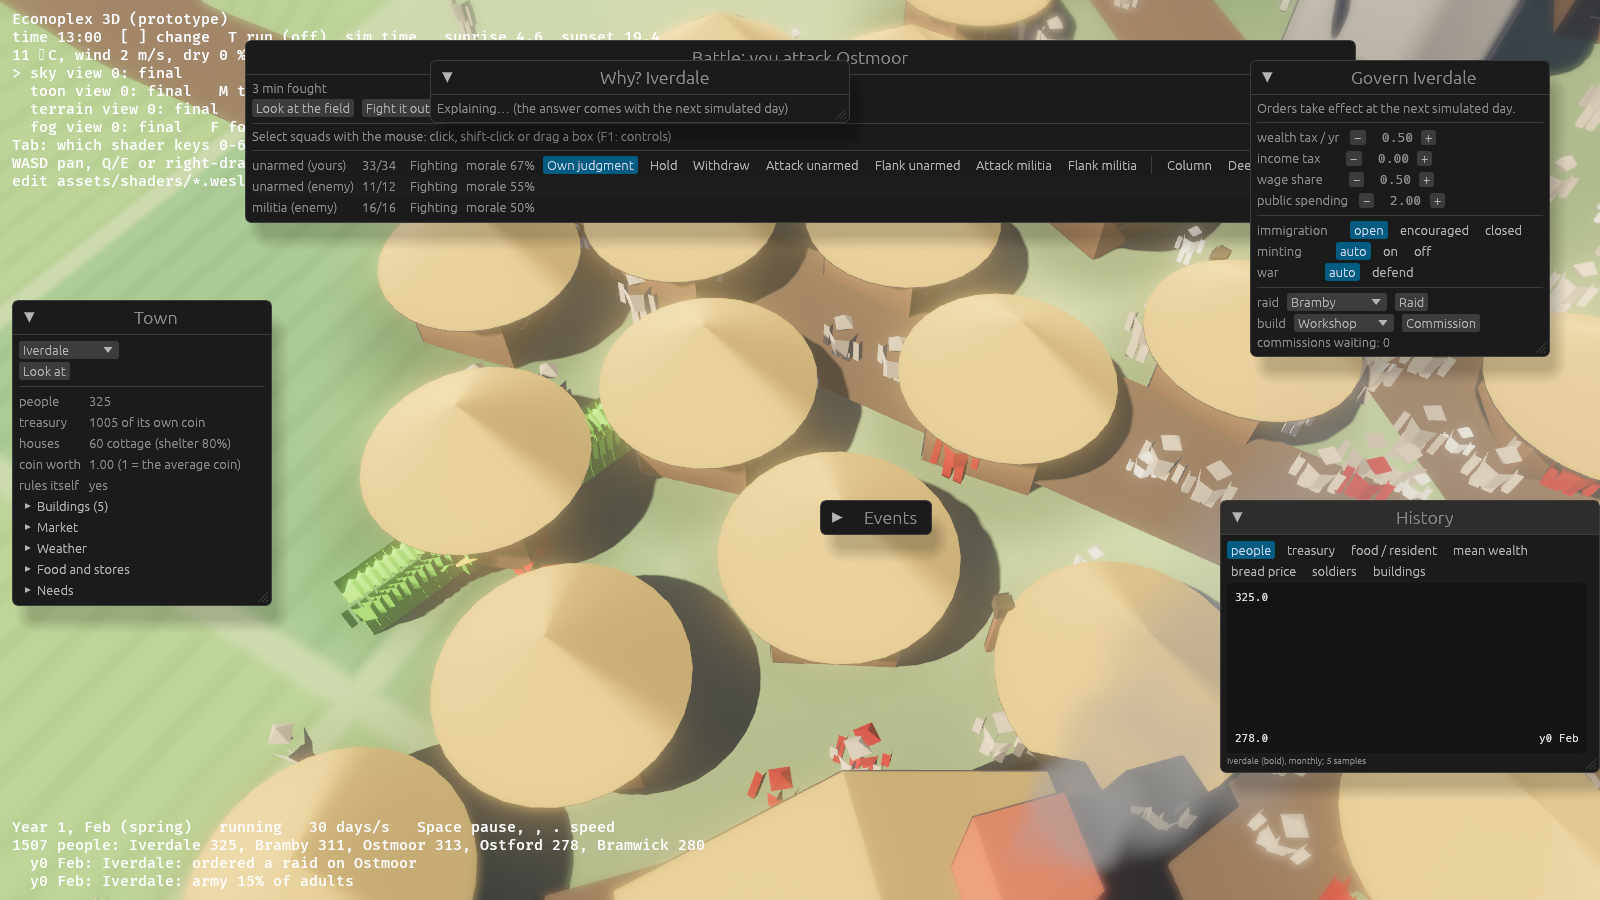 Econoplex 3D (prototype)
time 13:00  [ ] change  T run (off)  sim time   sunrise 4.6  sunset 19.4
11 C, wind 2 m/s, dry 0 %
> sky view 0: final
toon view 0: final   M t
terrain view 0: final
fog view 0: final   F fo
Tab: which shader keys 0-6
WASD pan, Q/E or right-dra
edit assets/shaders/*.wesl
Battle: you attack Ostmoor
3 min fought
Look at the field  Fight it out
Select squads with the mouse: click, shift-click or drag a box (F1: controls)
unarmed (yours)  33/34  Fighting  morale 67%  Own judgment  Hold  Withdraw  Attack unarmed  Flank unarmed  Attack militia  Flank militia  Column  Dee
unarmed (enemy)  11/12  Fighting  morale 55%
militia (enemy)  16/16  Fighting  morale 50%
Why? Iverdale
Explaining... (the answer comes with the next simulated day)
Govern Iverdale
Orders take effect at the next simulated day.
wealth tax / yr  −  0.50  +
income tax  −  0.00  +
wage share  −  0.50  +
public spending  −  2.00  +
immigration  open  encouraged  closed
minting  auto  on  off
war  auto  defend
raid  Bramby  Raid
build  Workshop  Commission
commissions waiting: 0
Town
Iverdale
Look at
people  325
treasury  1005 of its own coin
houses  60 cottage (shelter 80%)
coin worth  1.00 (1 = the average coin)
rules itself  yes
Buildings (5)
Market
Weather
Food and stores
Needs
Events
History
people  treasury  food / resident  mean wealth
bread price  soldiers  buildings
325.0
278.0  y0 Feb
Iverdale (bold), monthly; 5 samples
Year 1, Feb (spring)   running   30 days/s   Space pause, , . speed
1507 people: Iverdale 325, Bramby 311, Ostmoor 313, Ostford 278, Bramwick 280
y0 Feb: Iverdale: ordered a raid on Ostmoor
y0 Feb: Iverdale: army 15% of adults